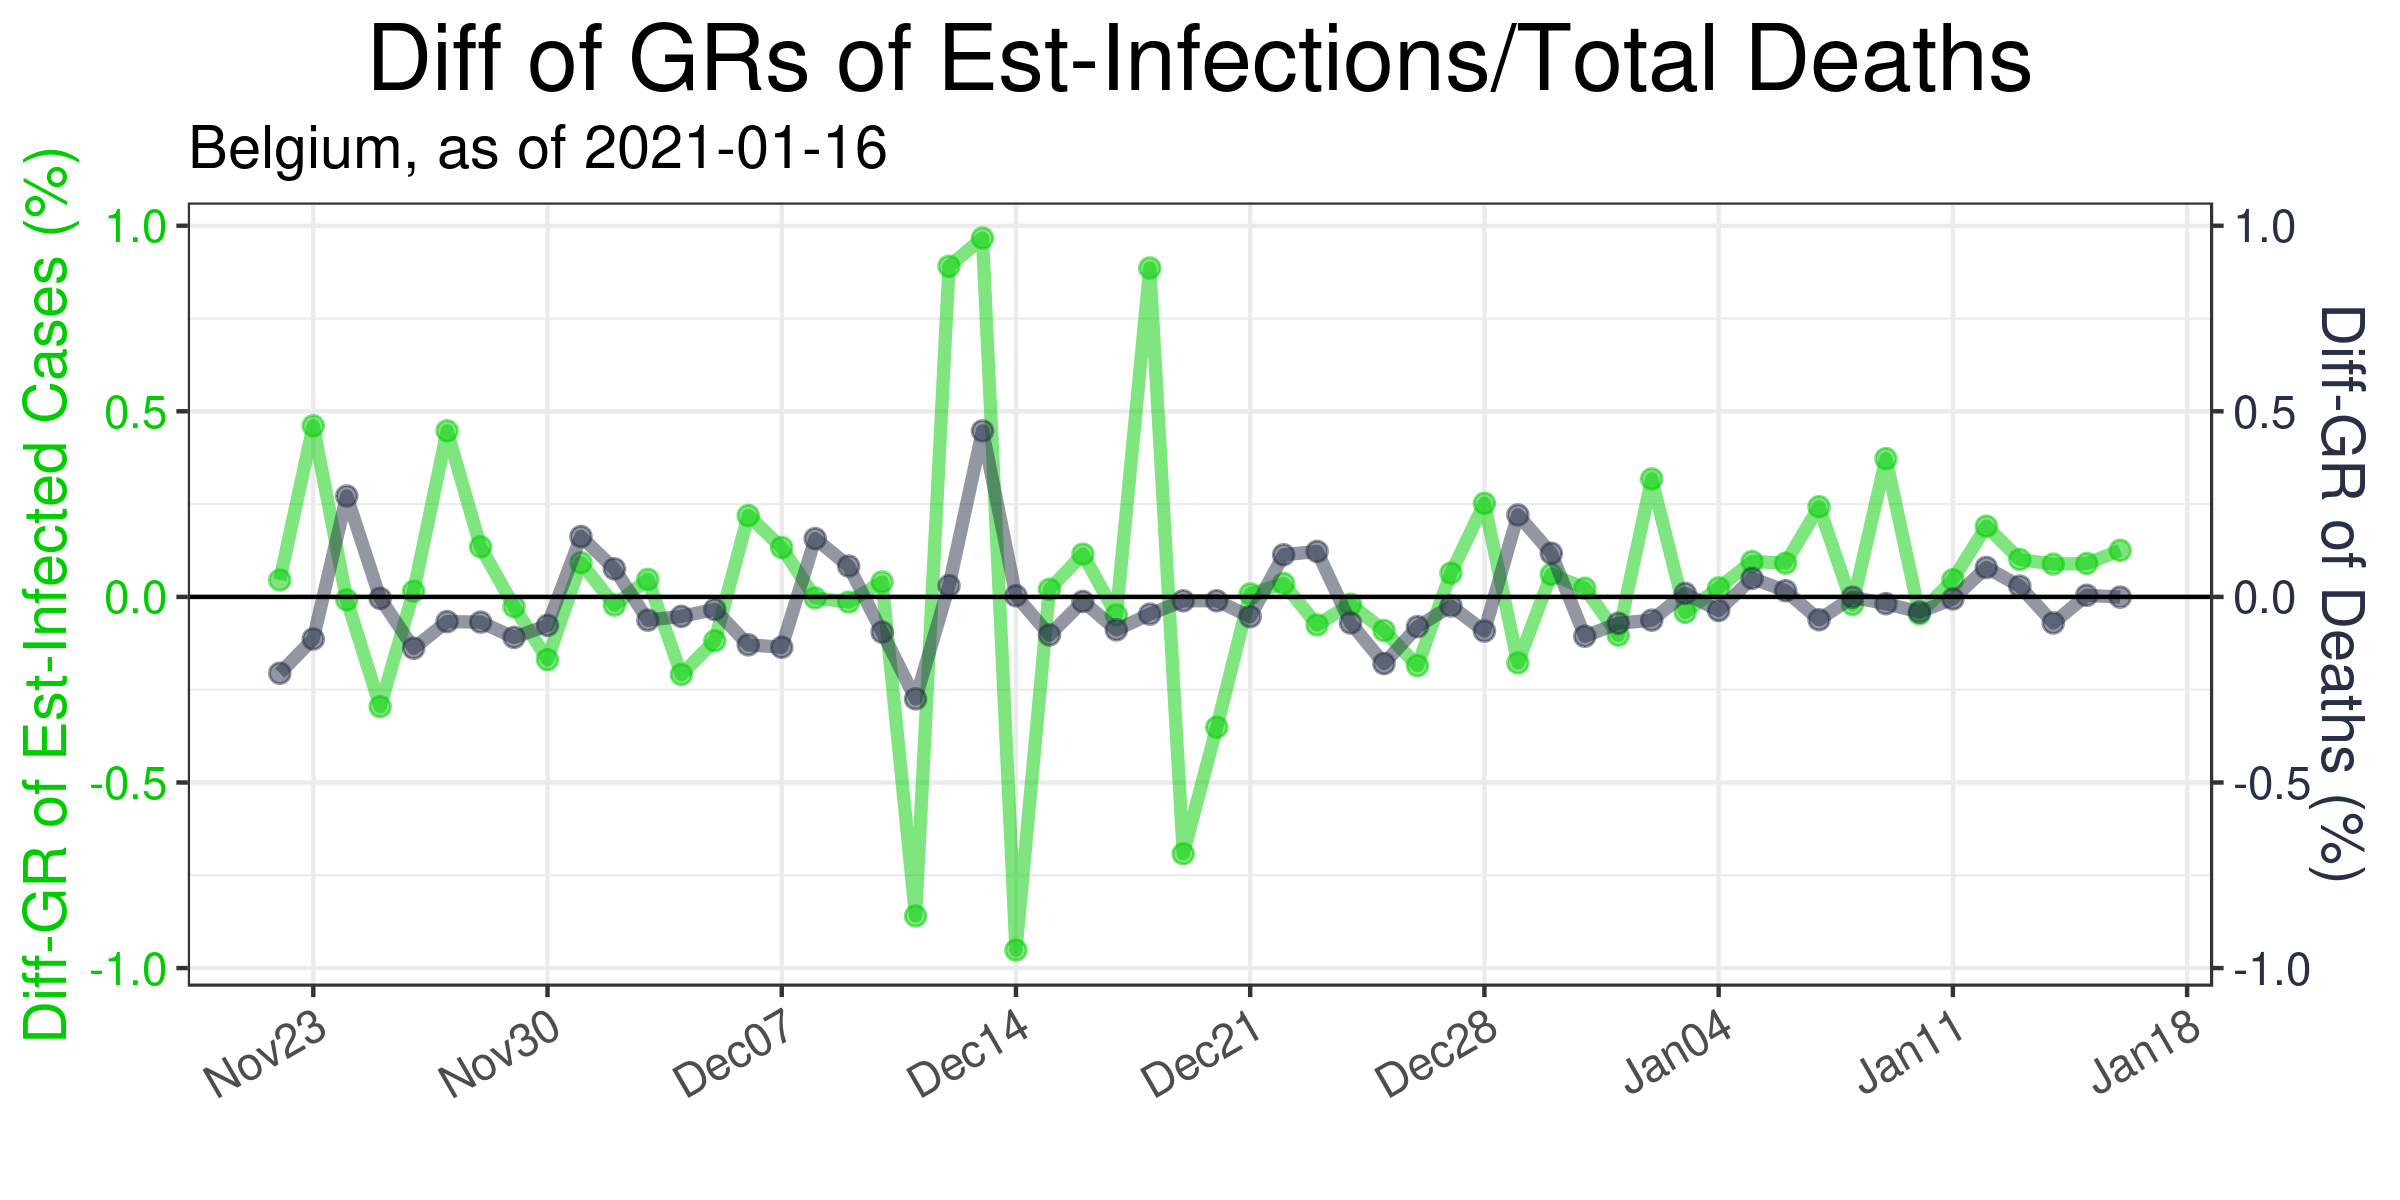 Diff of GRs of Est-Infections/Total Deaths
Belgium, as of 2021-01-16
Diff-GR of Est-Infected Cases (%)
1.0
0.5
0.0
-0.5
-1.0
1.0
0.5
0.0
-0.5
-1.0
Diff-GR of Deaths (%)
Nov23
Nov30
Dec07
Dec14
Dec21
Dec28
Jan04
Jan11
Jan18